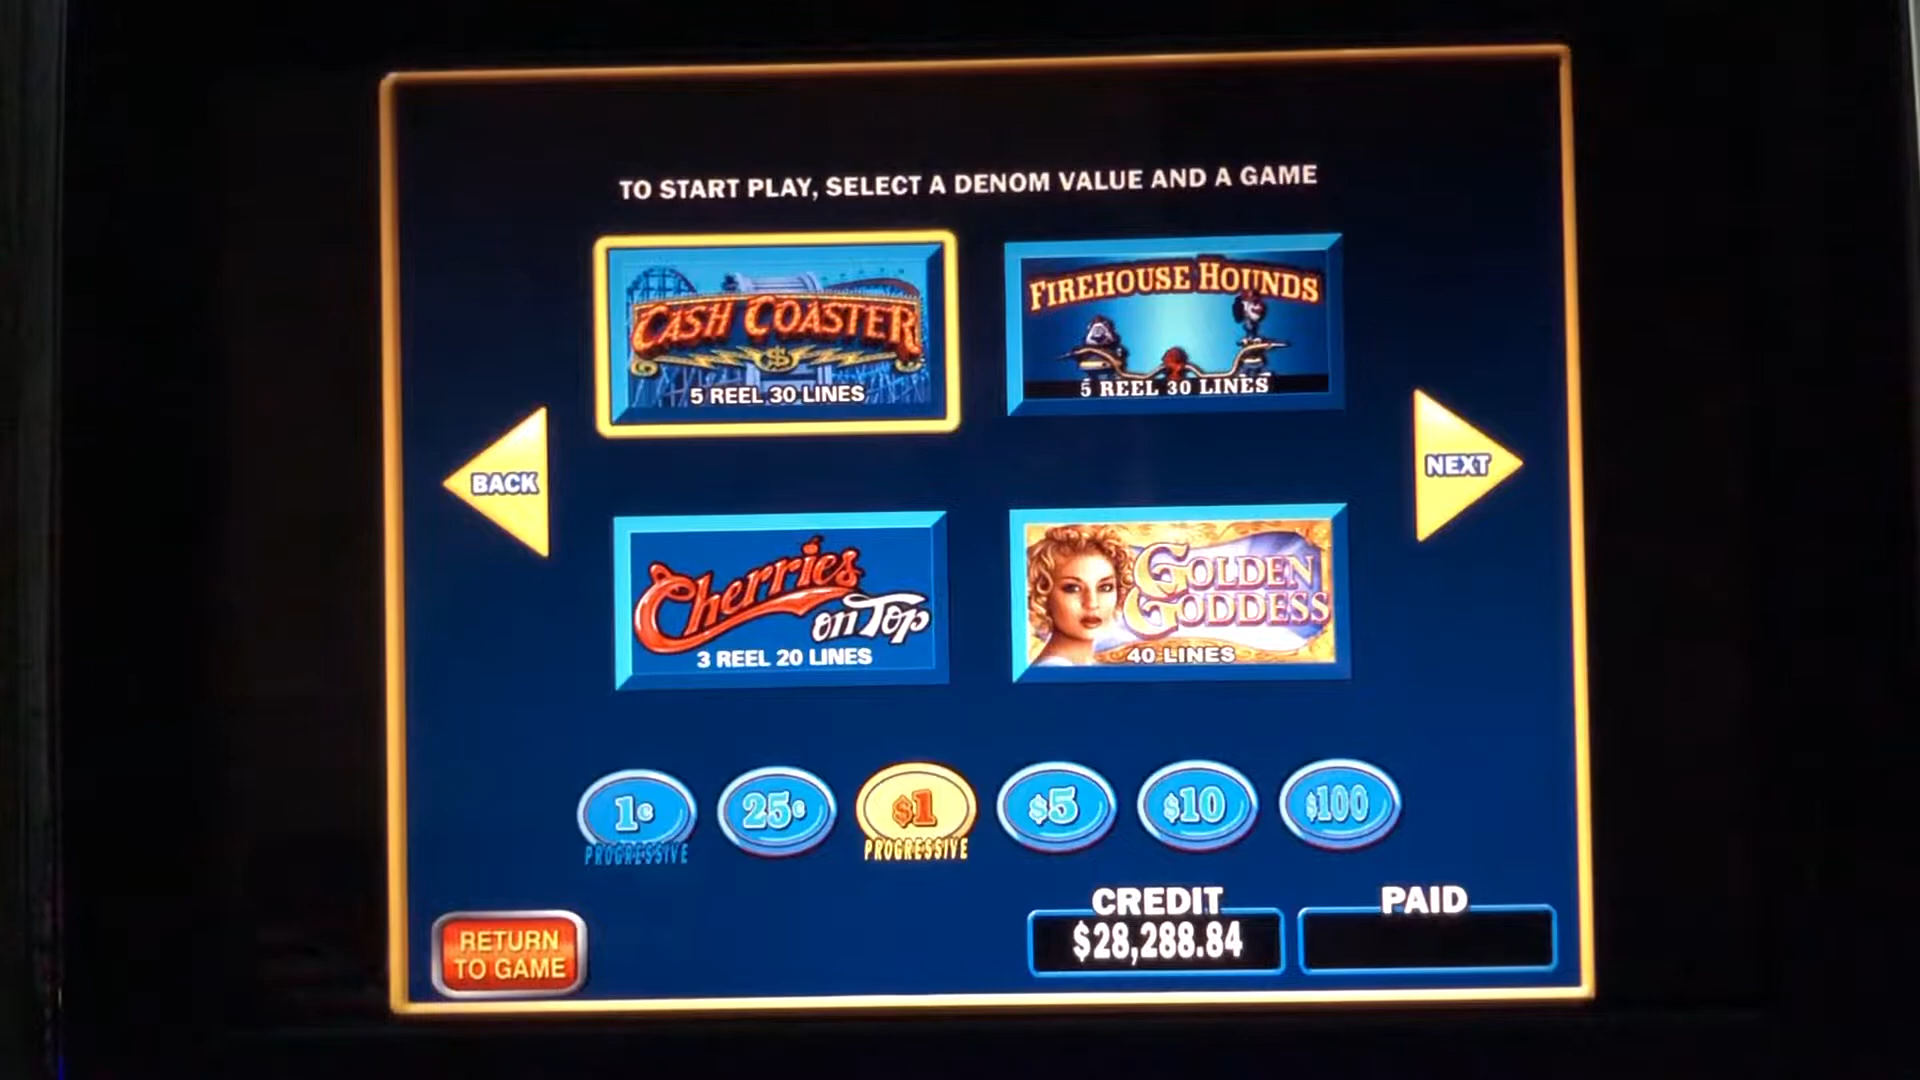 TO START PLAY, SELECT A DENOM VALUE AND A GAME
CASH COASTER
$
5 REEL 30 LINES
FIREHOUSE HOUNDS
5 REEL 30 LINES
BACK
NEXT
Cherries
on Top
3 REEL 20 LINES
GOLDEN
GODDESS
40 LINES
1¢
PROGRESSIVE
25¢
$1
PROGRESSIVE
$5
$10
$100
RETURN
TO GAME
CREDIT
$28,288.84
PAID